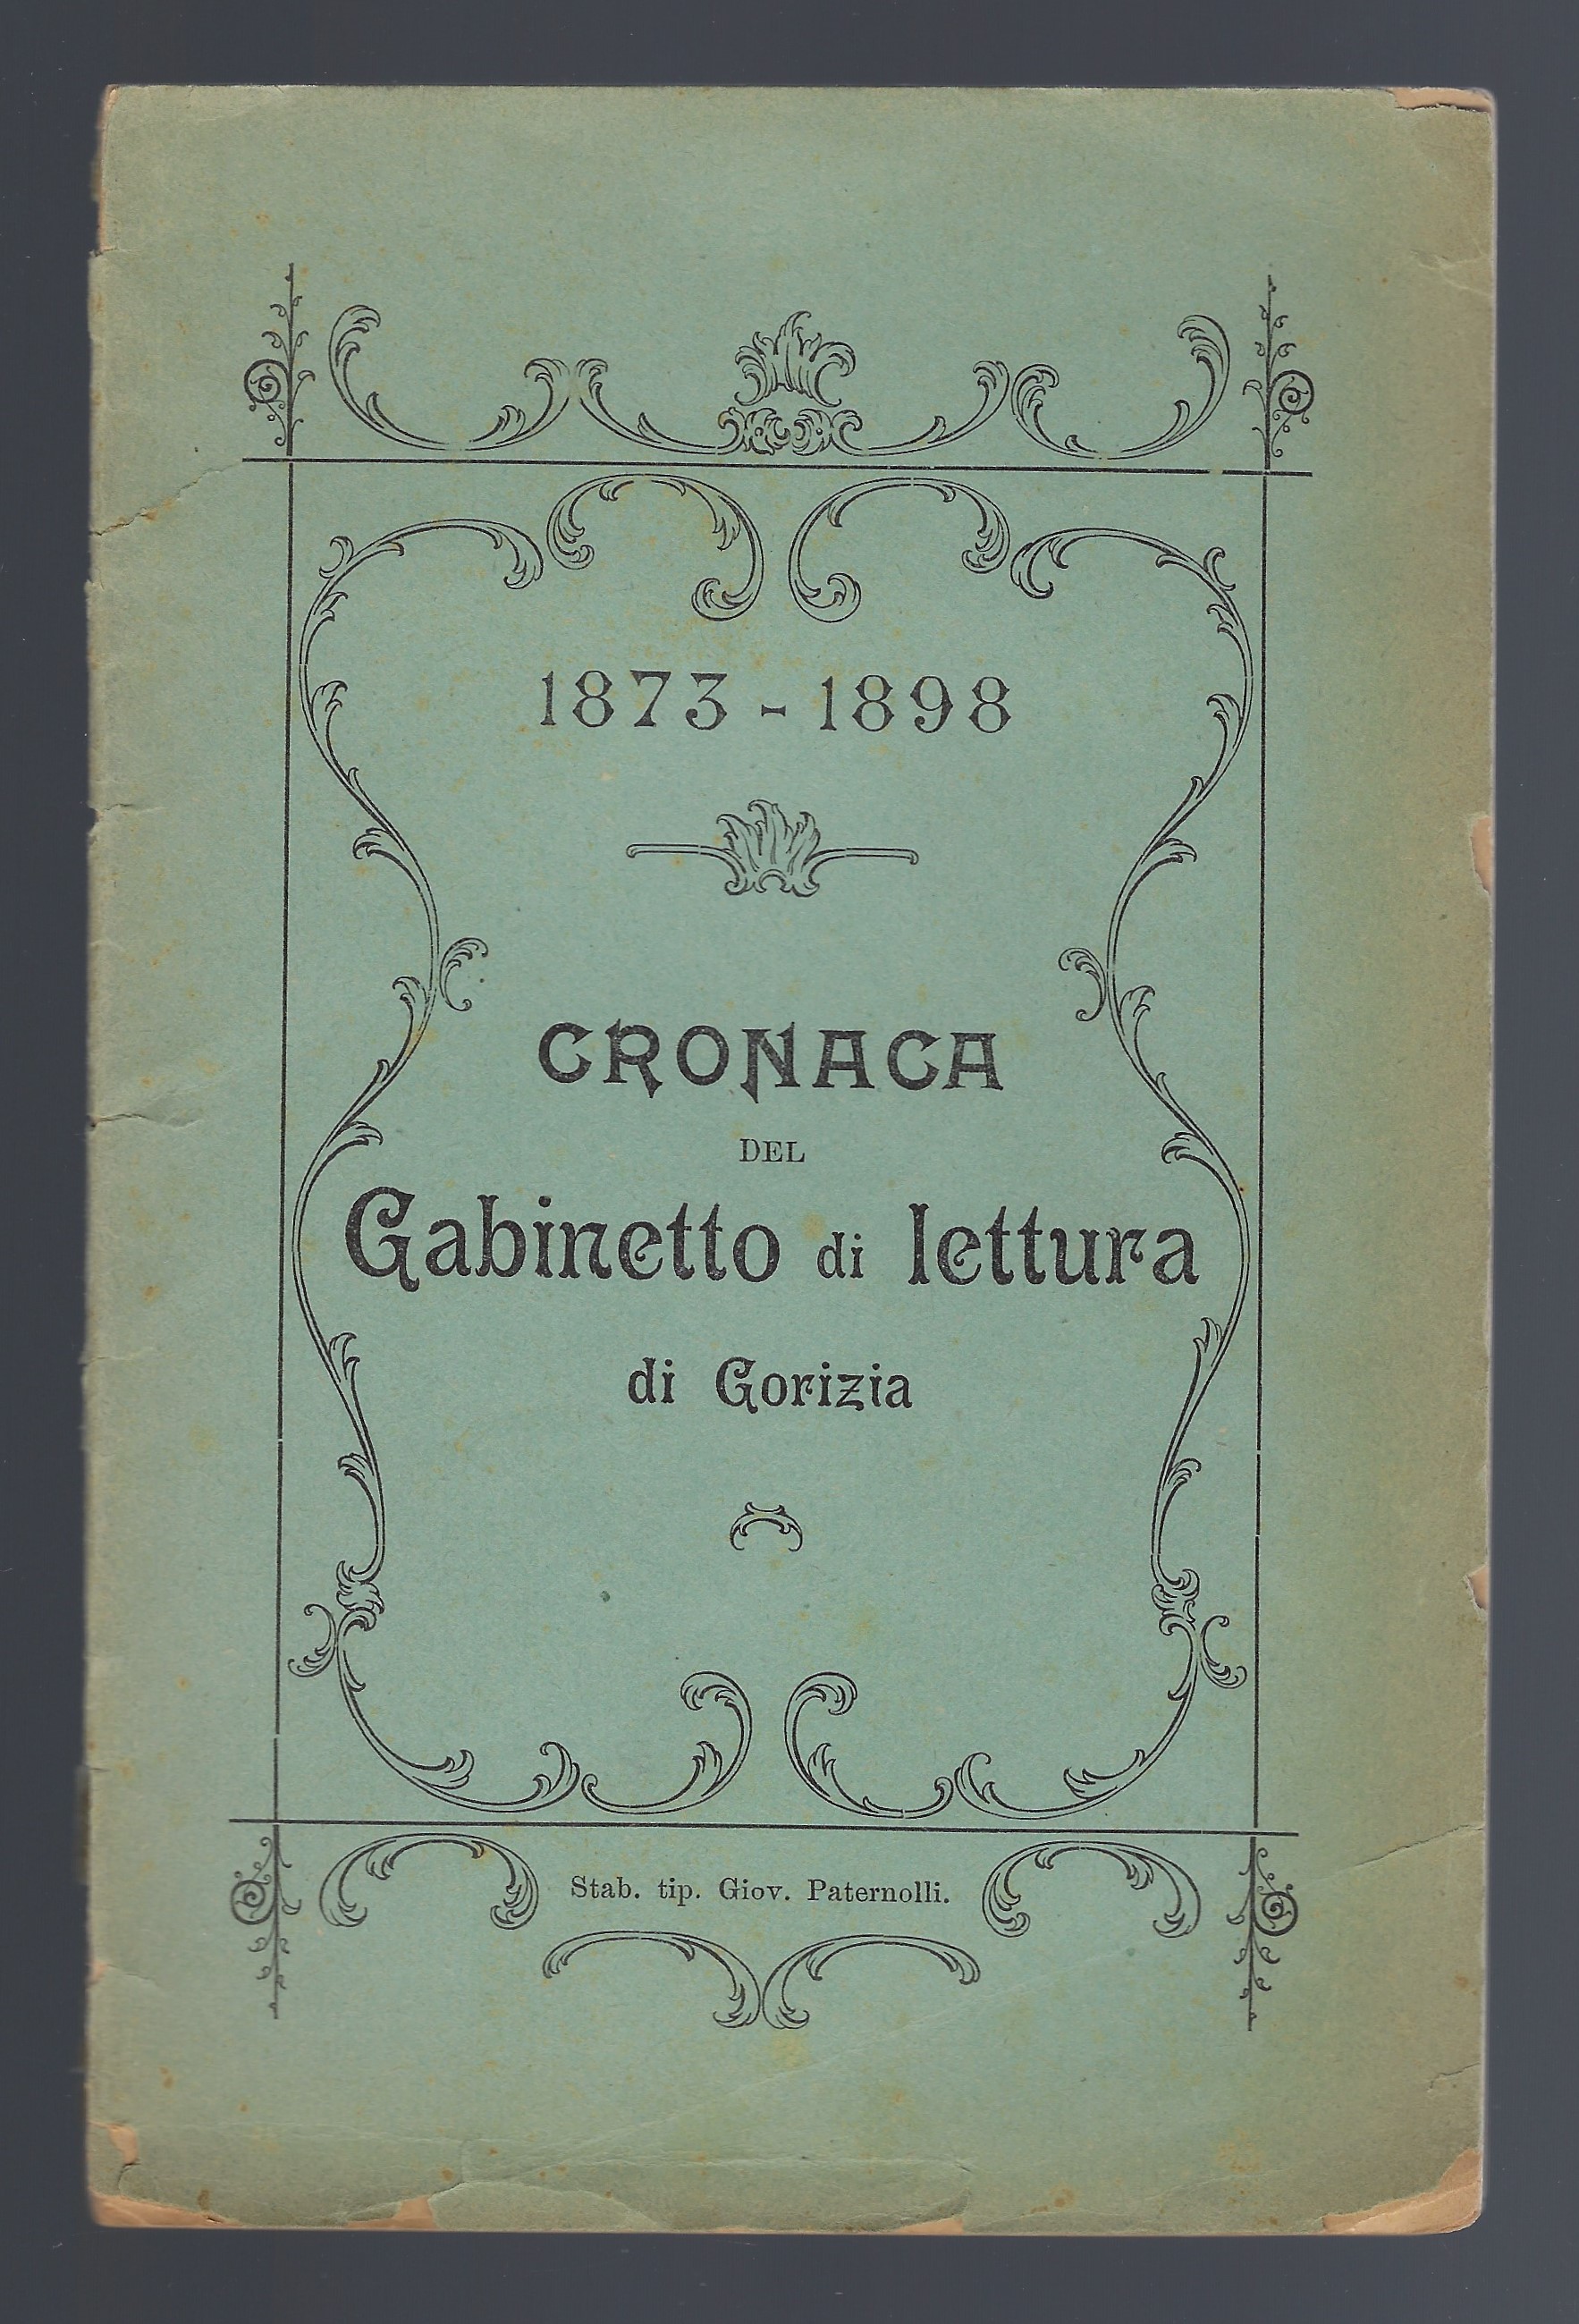 1873 - 1898
CRONACA
DEL
Gabinetto di lettura
di Gorizia
Stab. tip. Giov. Paternolli.